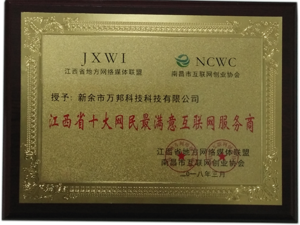 JXWI NCWC
江西省地方网络媒体联盟 南昌市互联网创业协会
授予：新余市万邦科技科技有限公司
江西省十大网民最满意互联网服务商
江西省地方网络媒体联盟
南昌市互联网创业协会
二〇一八年三月